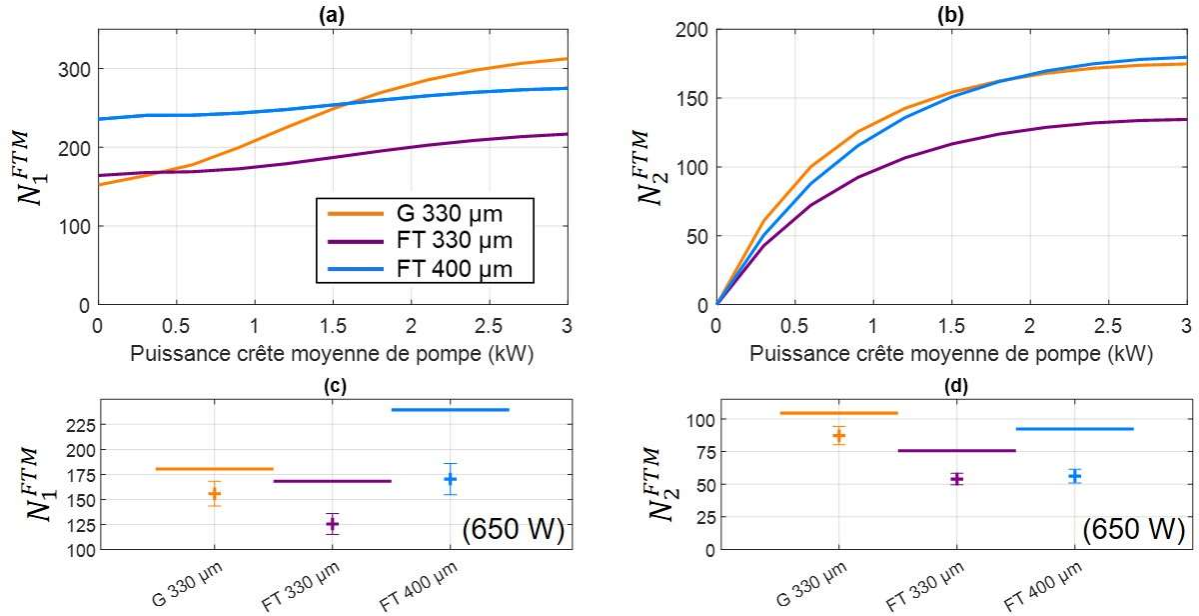 (a)
N_1^{FTM}
300
200
100
0
0 0.5 1 1.5 2 2.5 3
Puissance crête moyenne de pompe (kW)
G 330 µm
FT 330 µm
FT 400 µm
(b)
N_2^{FTM}
200
150
100
50
0
0 0.5 1 1.5 2 2.5 3
Puissance crête moyenne de pompe (kW)
(c)
N_1^{FTM}
225
200
175
150
125
100
(650 W)
G 330 µm
FT 330 µm
FT 400 µm
(d)
N_2^{FTM}
100
75
50
25
0
(650 W)
G 330 µm
FT 330 µm
FT 400 µm